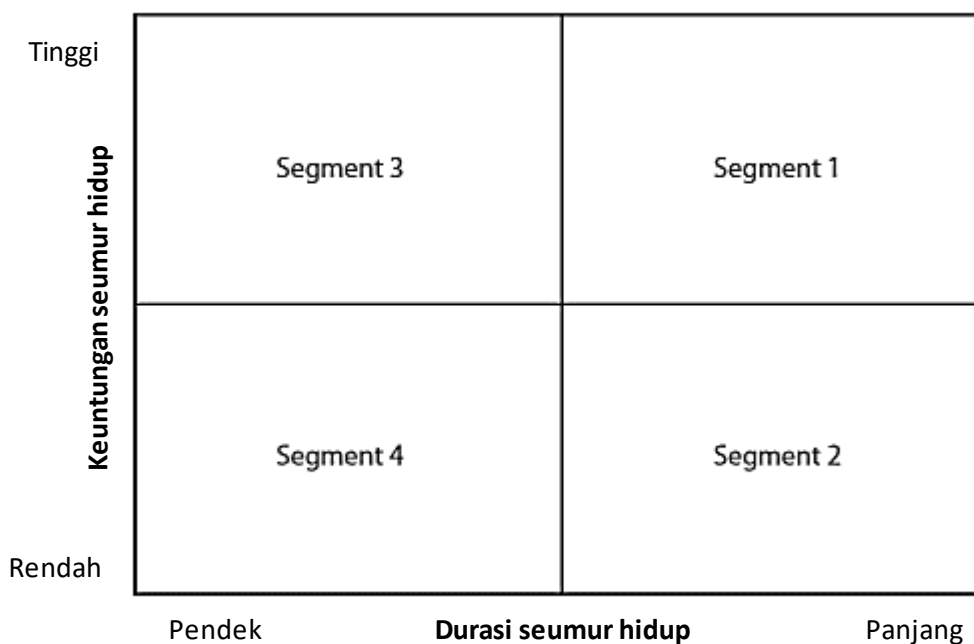 Tinggi
Segment 3
Segment 1
Keuntungan seumur hidup
Segment 4
Segment 2
Rendah
Pendek
Durasi seumur hidup
Panjang